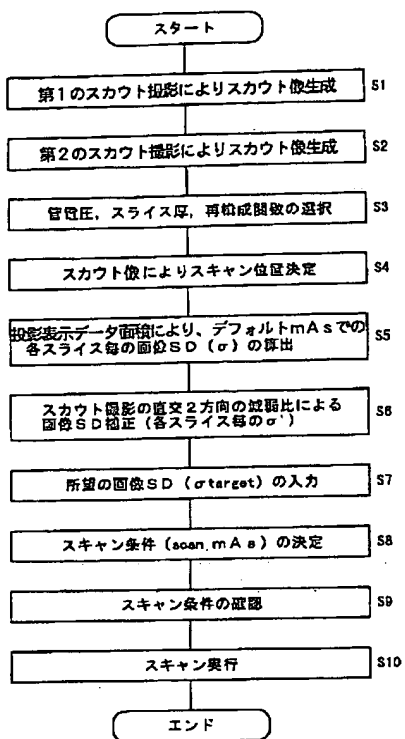 スタート
第1のスカウト撮影によりスカウト像生成 S1
第2のスカウト撮影によりスカウト像生成 S2
管電圧，スライス厚，再構成関数の選択 S3
スカウト像によりスキャン位置決定 S4
投影表示データ面積により、デフォルトmAsでの S5
各スライス毎の画像SD（σ）の算出
スカウト撮影の直交2方向の減弱比による S6
画像SD補正（各スライス毎のσ'）
所望の画像SD（σtarget）の入力 S7
スキャン条件（scan.mAs）の決定 S8
スキャン条件の確認 S9
スキャン実行 S10
エンド